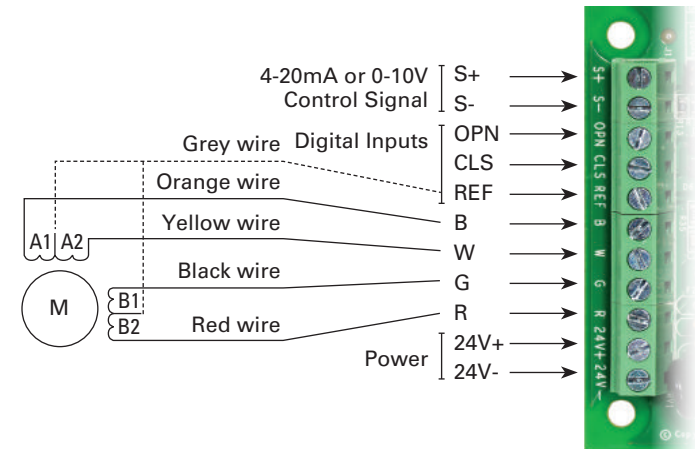 4-20mA or 0-10V
Control Signal
S+
S-
Digital Inputs
OPN
CLS
REF
Grey wire
Orange wire
B
Yellow wire
W
Black wire
G
Red wire
R
Power
24V+
24V-
A1 A2
M
B1
B2
S+ S- OPN CLS REF B W G R 24V+ 24V-